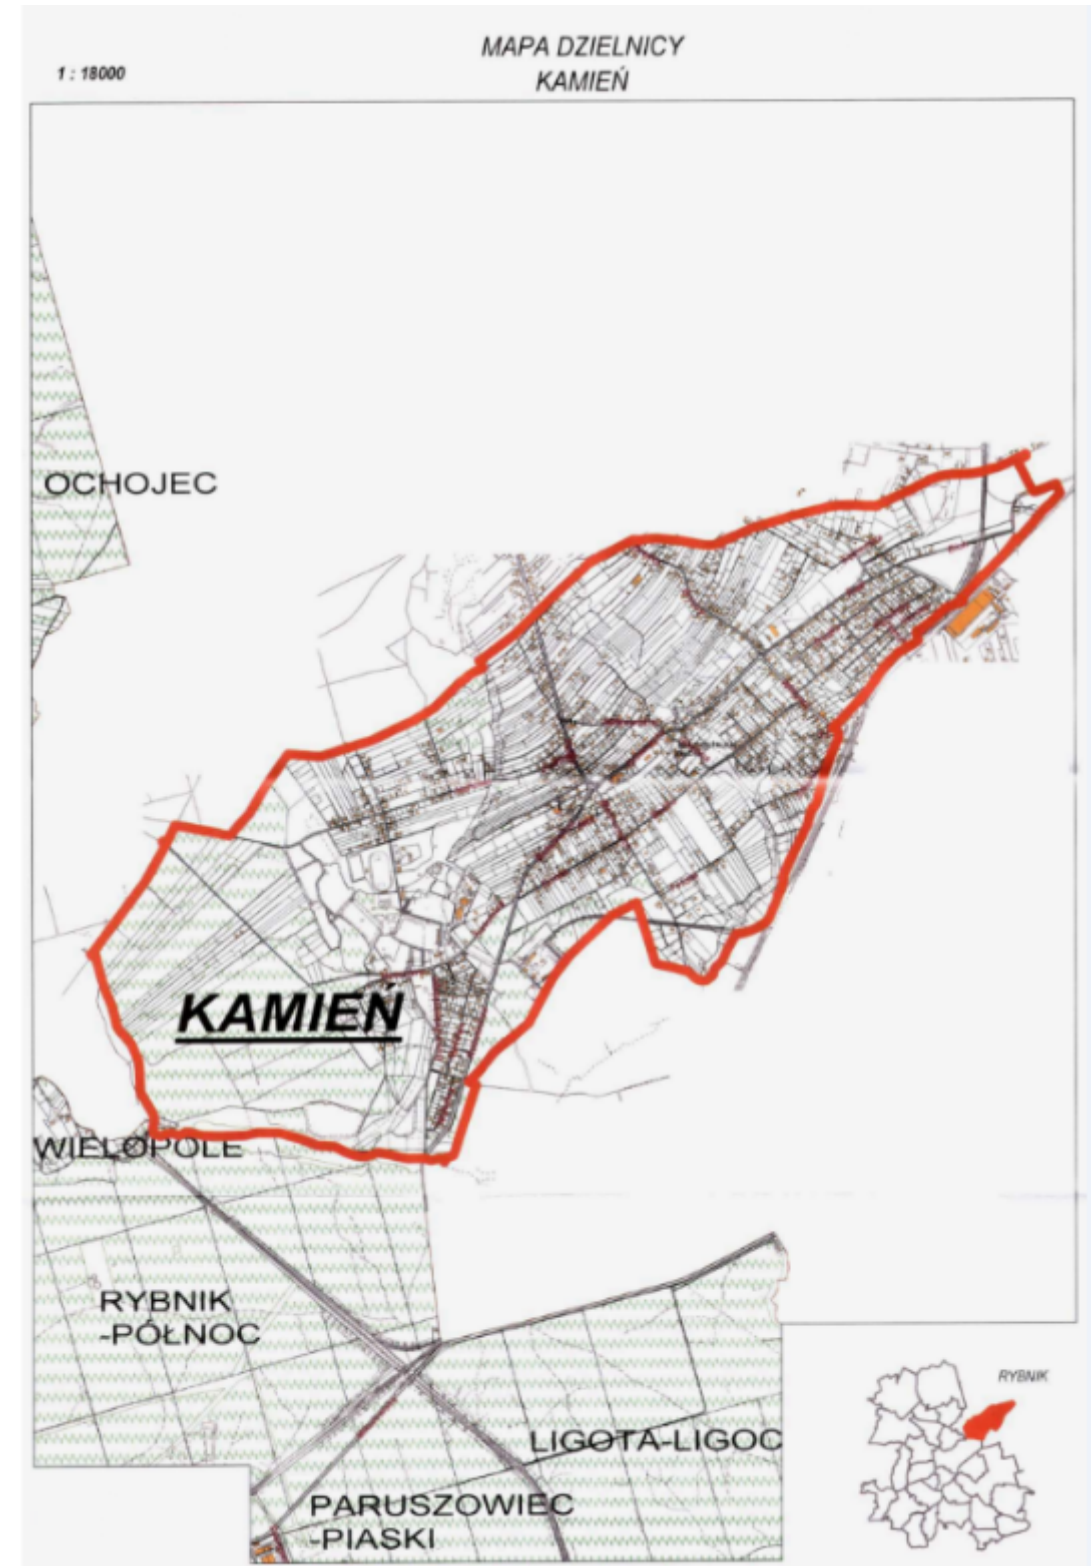 MAPA DZIELNICY
1 : 18000
KAMIEŃ
OCHOJEC
KAMIEŃ
WIELOPOLE
RYBNIK
-PÓŁNOC
RYBNIK
LIGOTA-LIGOC
PARUSZOWIEC
-PIASKI